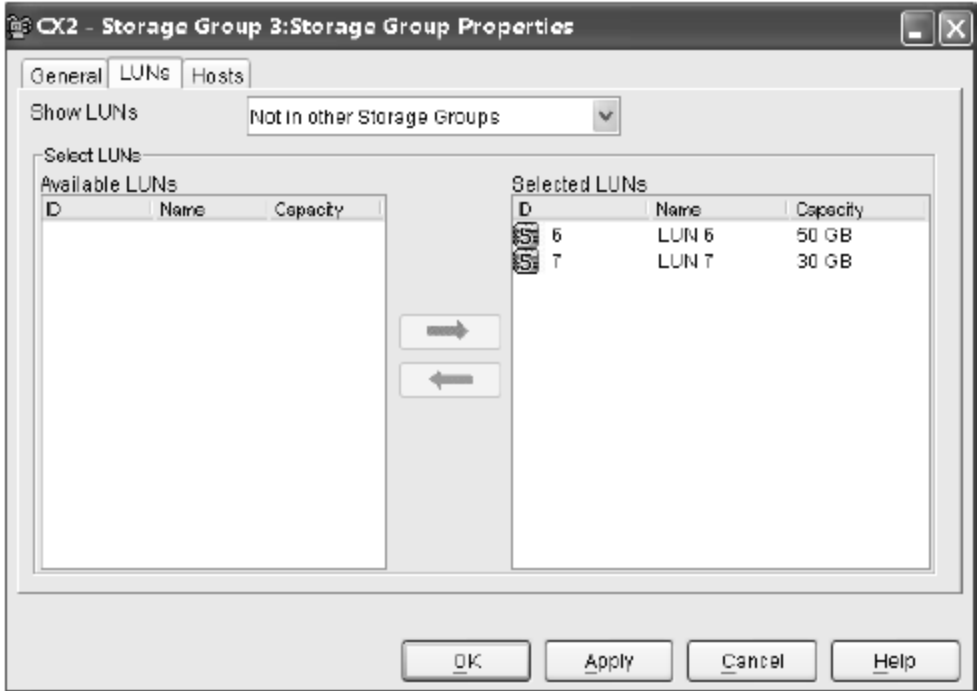 CX2 - Storage Group 3:Storage Group Properties
General LUNs Hosts
Show LUNs Not in other Storage Groups
Select LUNs
Available LUNs
ID Name Capacity
Selected LUNs
ID Name Capacity
6 LUN 6 50 GB
7 LUN 7 30 GB
OK Apply Cancel Help